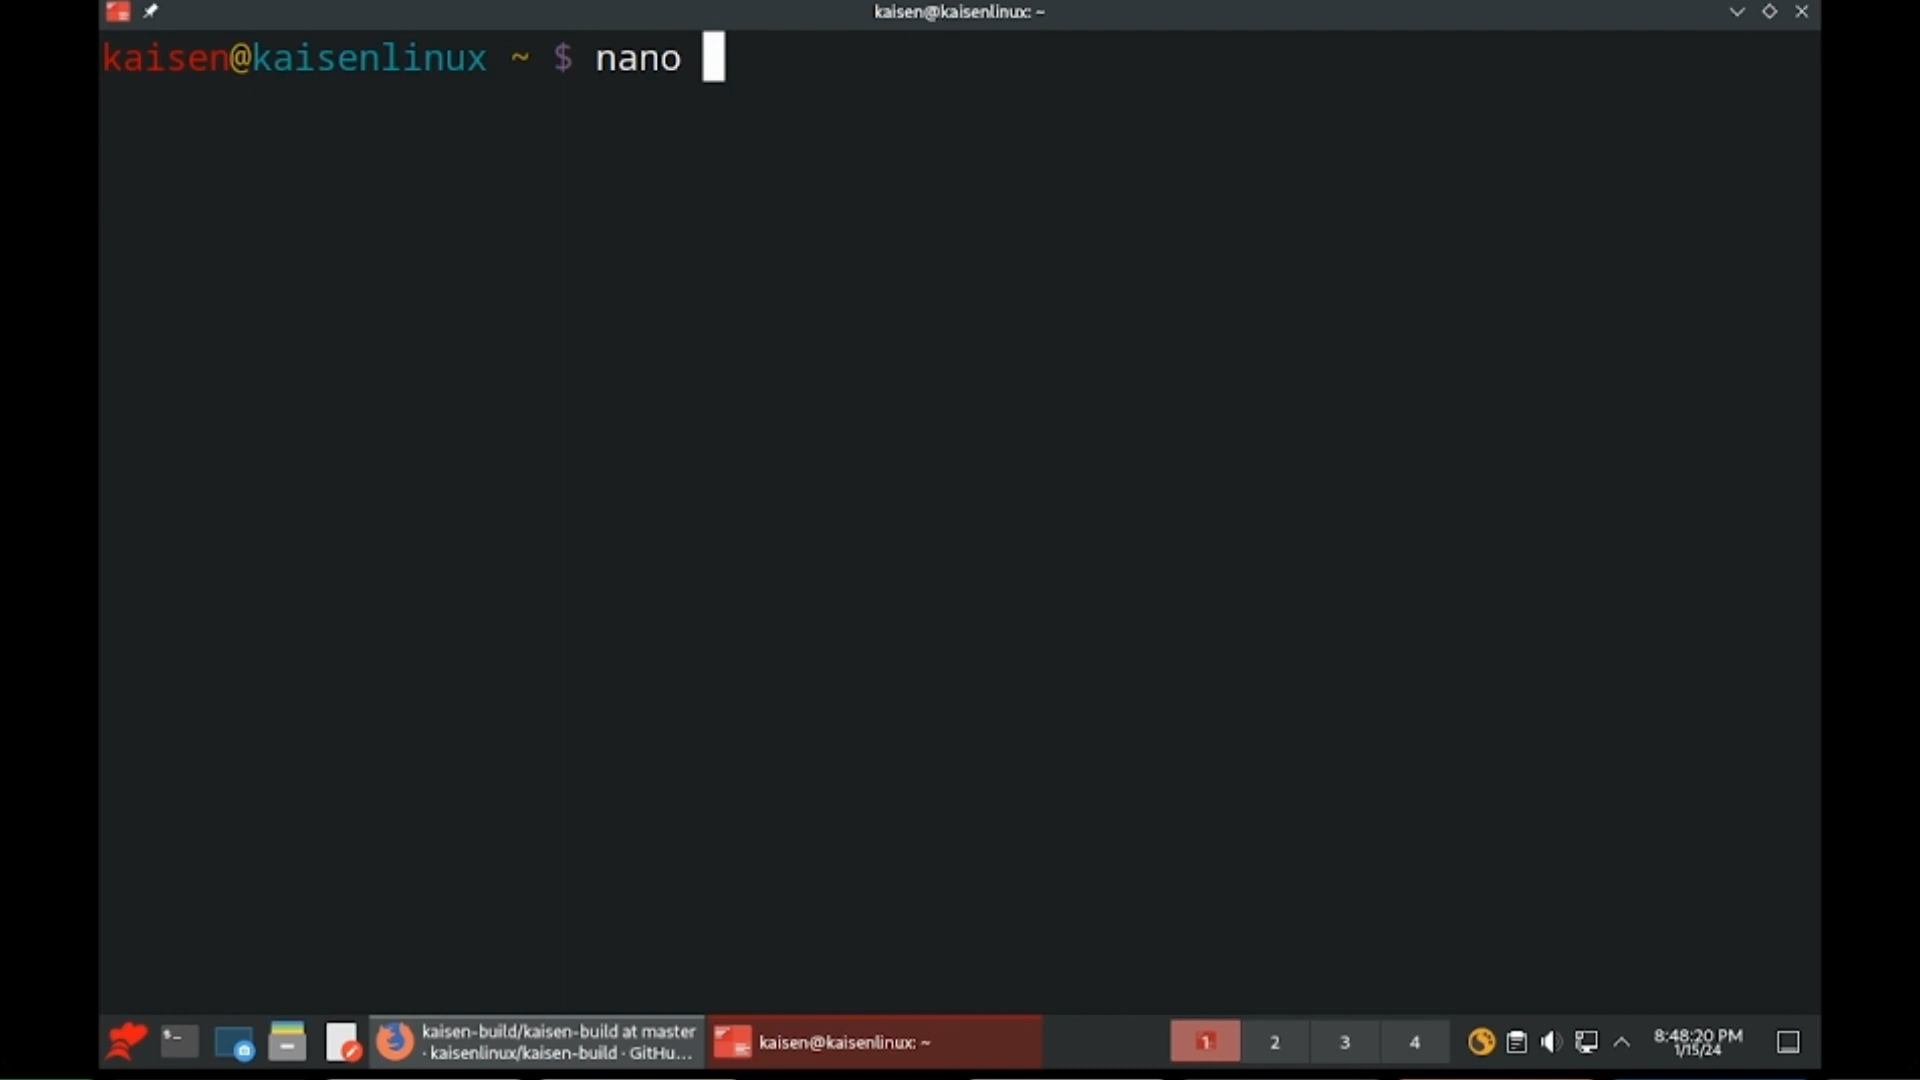 kaisen@kaisenlinux: ~
kaisen@kaisenlinux ~ $ nano
$_
kaisen-build/kaisen-build at master
· kaisenlinux/kaisen-build · GitHu...
kaisen@kaisenlinux: ~
1
2
3
4
8:48:20 PM
1/15/24